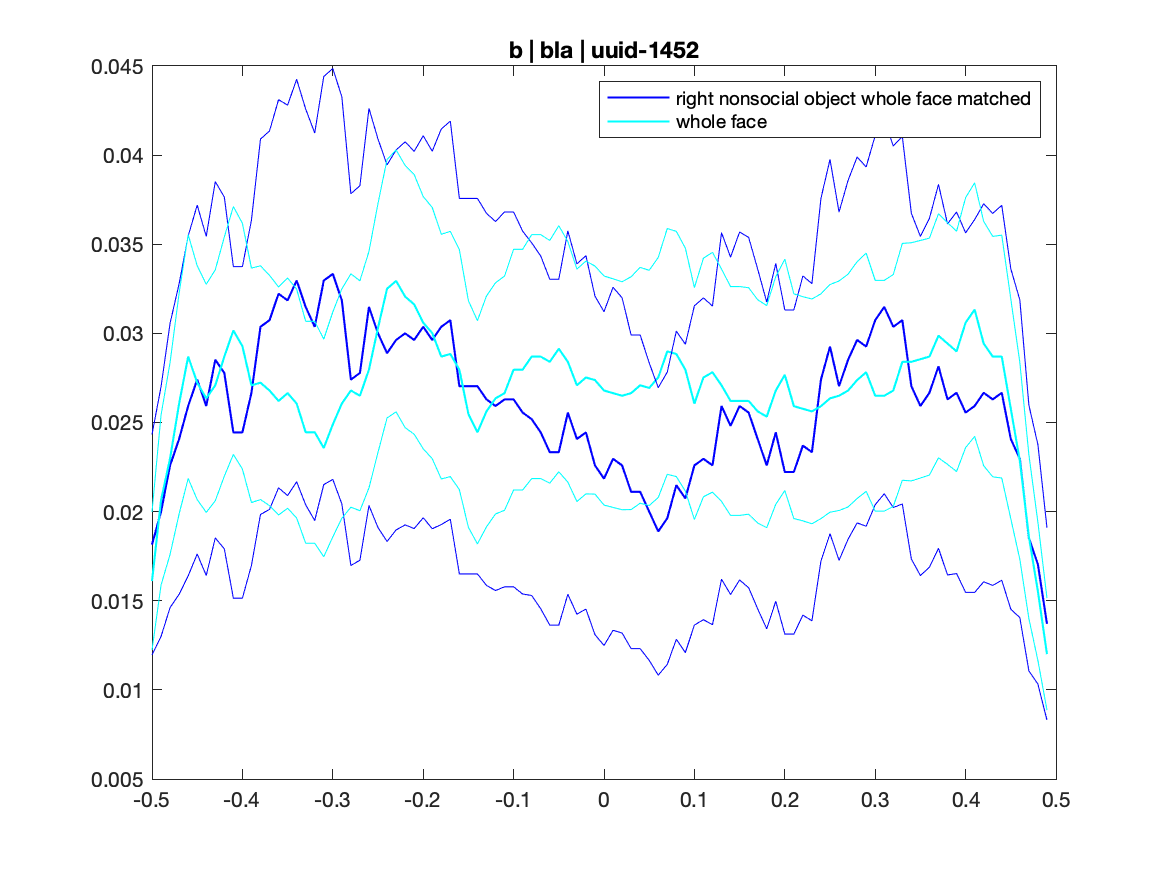 b | bla | uuid-1452
right nonsocial object whole face matched
whole face
0.045
0.04
0.035
0.03
0.025
0.02
0.015
0.01
0.005
-0.5 -0.4 -0.3 -0.2 -0.1 0 0.1 0.2 0.3 0.4 0.5